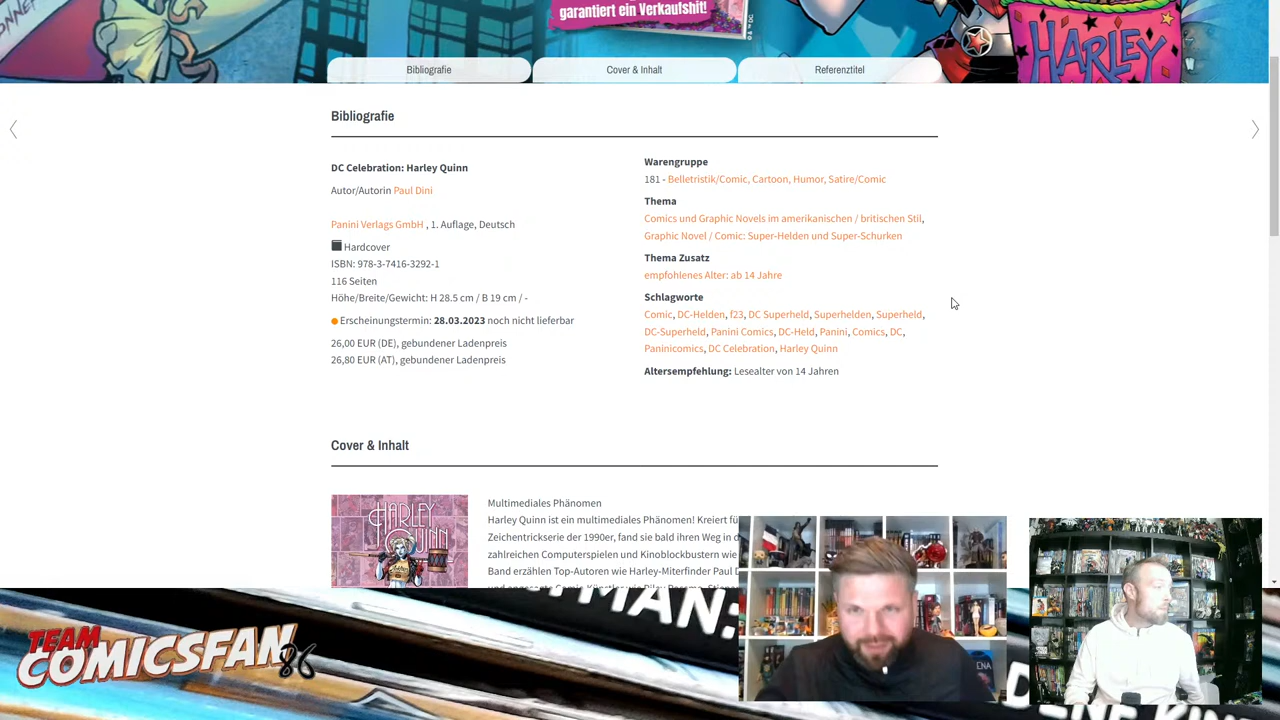 garantiert ein Verkaufshit!
HARLEY
Bibliografie
Cover & Inhalt
Referenztitel
Bibliografie
DC Celebration: Harley Quinn
Autor/Autorin Paul Dini
Panini Verlags GmbH , 1. Auflage, Deutsch
Hardcover
ISBN: 978-3-7416-3292-1
116 Seiten
Höhe/Breite/Gewicht: H 28.5 cm / B 19 cm / -
Erscheinungstermin: 28.03.2023 noch nicht lieferbar
26,00 EUR (DE), gebundener Ladenpreis
26,80 EUR (AT), gebundener Ladenpreis
Warengruppe
181 - Belletristik/Comic, Cartoon, Humor, Satire/Comic
Thema
Comics und Graphic Novels im amerikanischen / britischen Stil,
Graphic Novel / Comic: Super-Helden und Super-Schurken
Thema Zusatz
empfohlenes Alter: ab 14 Jahre
Schlagworte
Comic, DC-Helden, f23, DC Superheld, Superhelden, Superheld,
DC-Superheld, Panini Comics, DC-Held, Panini, Comics, DC,
Paninicomics, DC Celebration, Harley Quinn
Altersempfehlung: Lesealter von 14 Jahren
Cover & Inhalt
HARLEY
QUINN
Multimediales Phänomen
Harley Quinn ist ein multimediales Phänomen! Kreiert fü
Zeichentrickserie der 1990er, fand sie bald ihren Weg in d
zahlreichen Computerspielen und Kinoblockbustern wie
Band erzählen Top-Autoren wie Harley-Miterfinder Paul D
TEAM
COMICSFAN
86